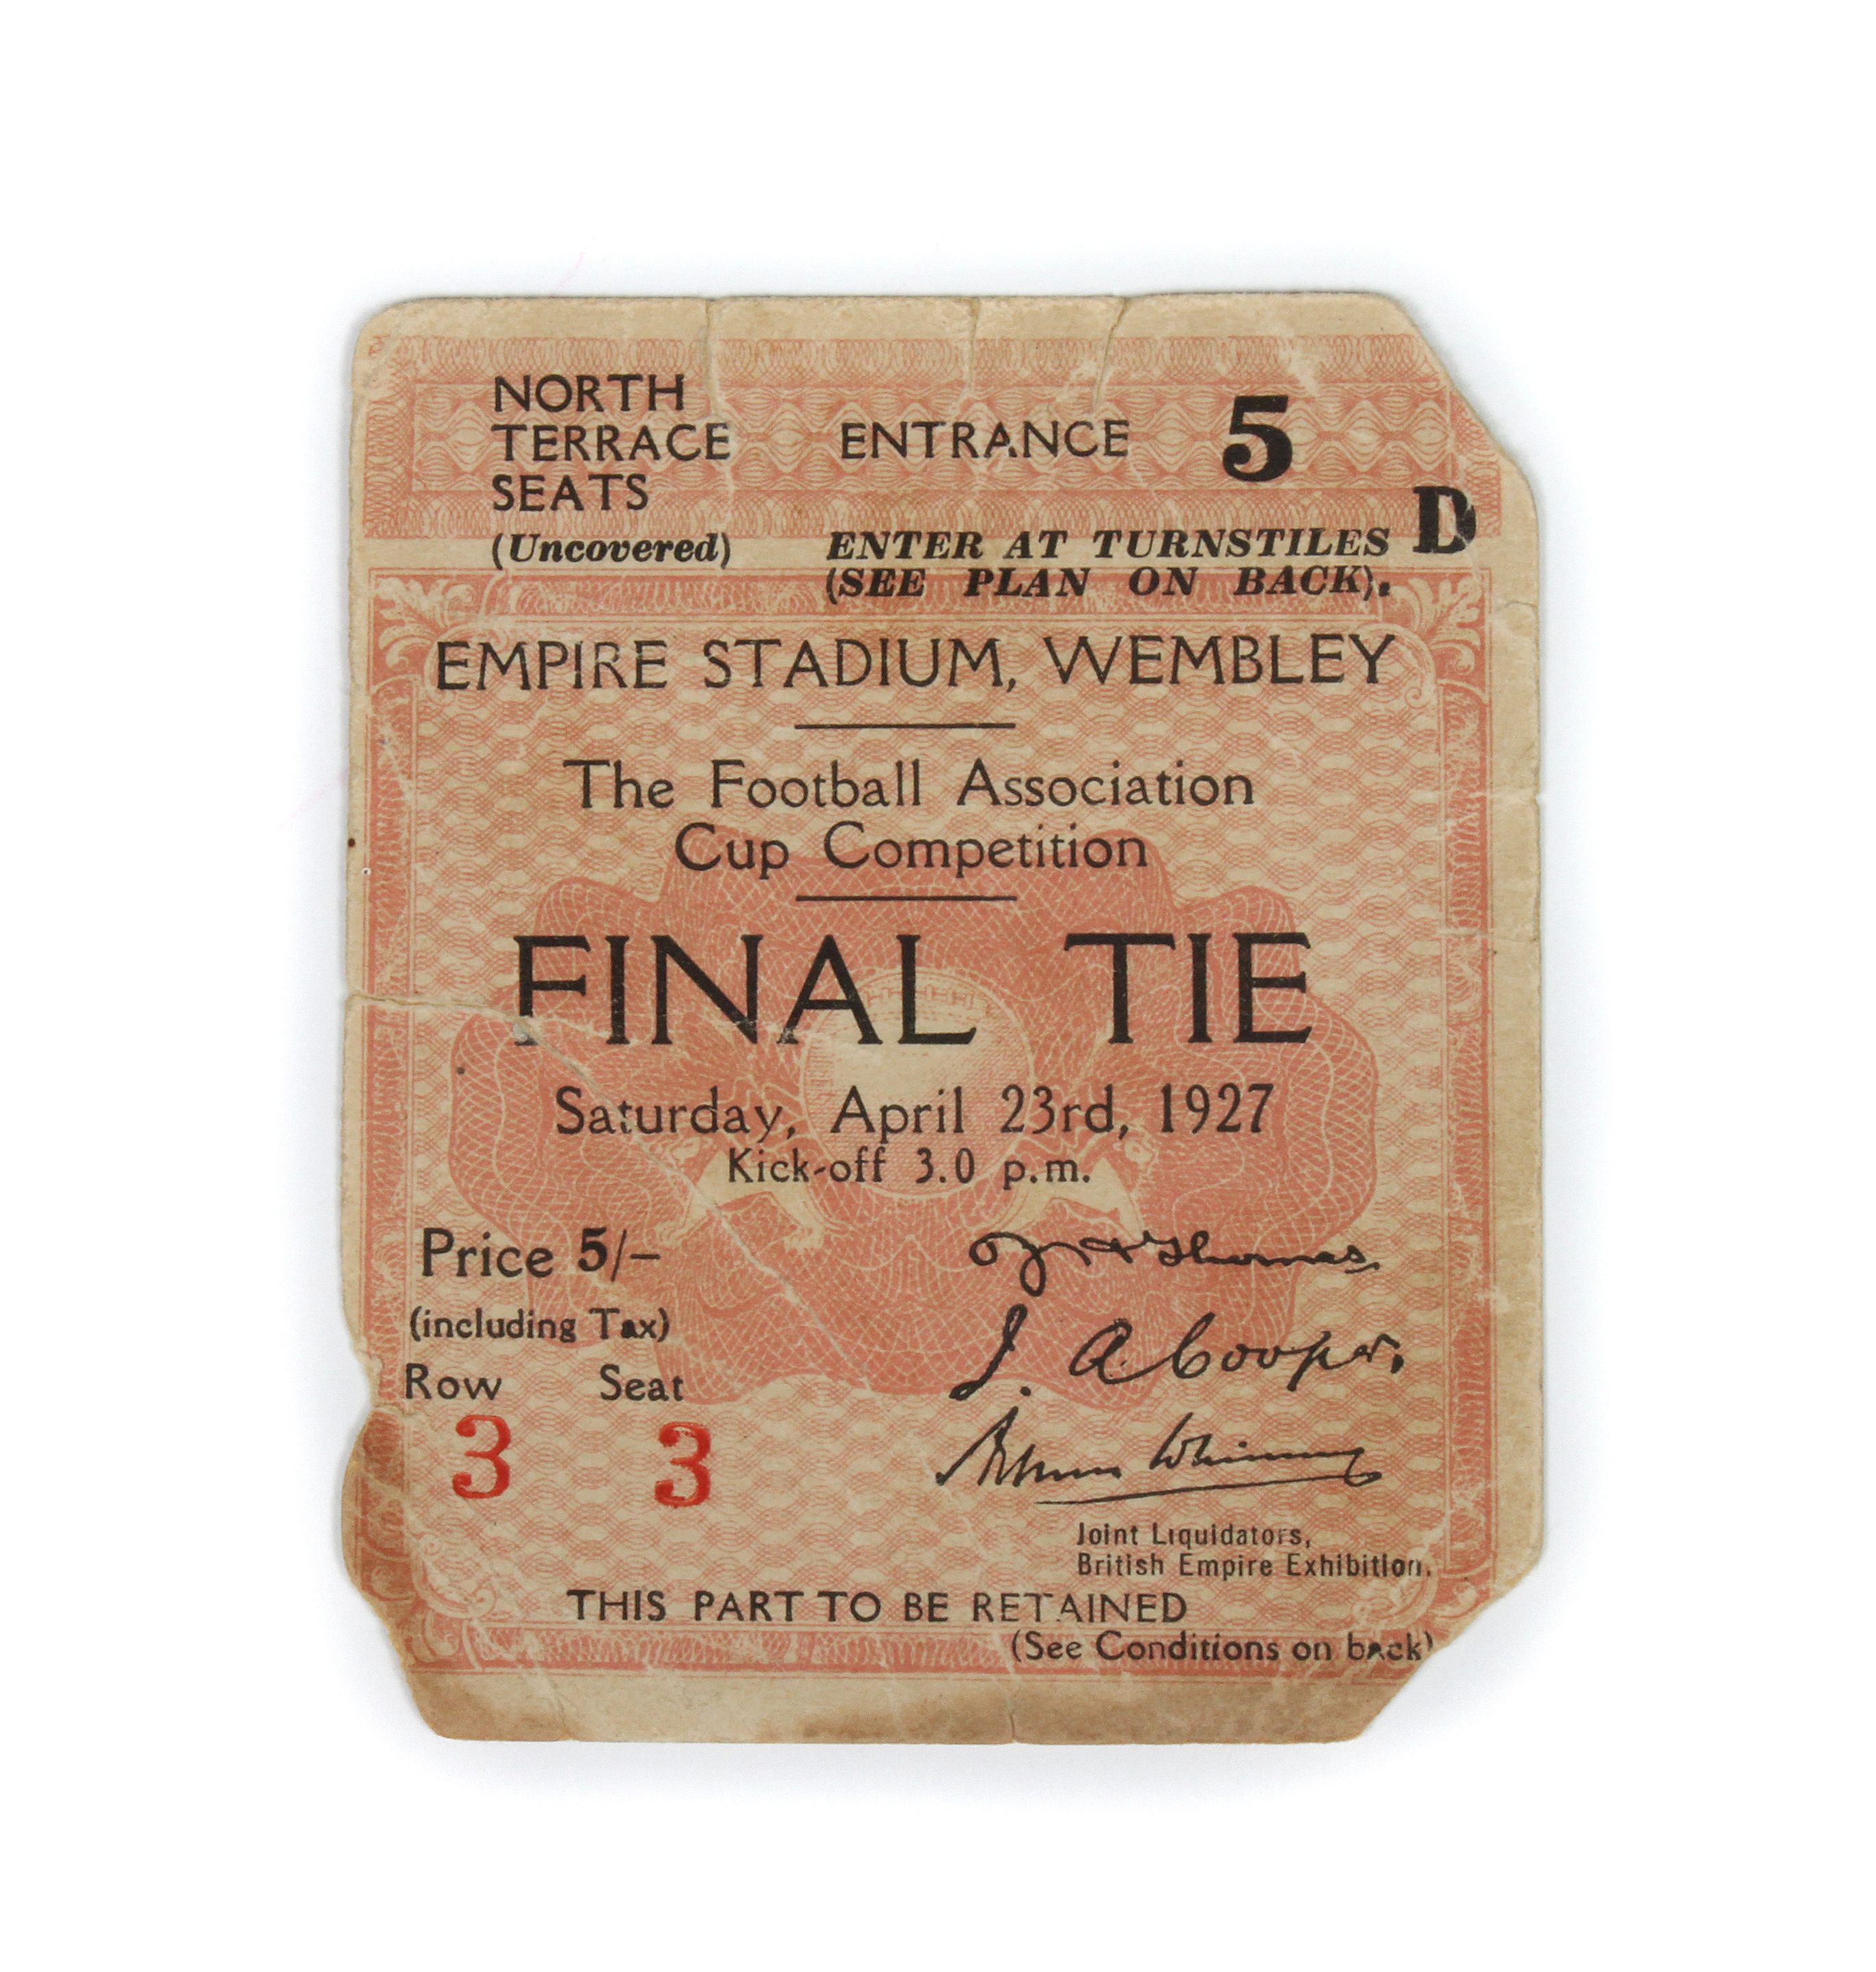 NORTH
TERRACE
SEATS
(Uncovered)
ENTRANCE 5
ENTER AT TURNSTILES D
(SEE PLAN ON BACK).
EMPIRE STADIUM, WEMBLEY
The Football Association
Cup Competition
FINAL TIE
Saturday, April 23rd, 1927
Kick-off 3.0 p.m.
Price 5/–
(including Tax)
Row Seat
3 3
Thomas
J. A. Cooper.
Whinney
Joint Liquidators,
British Empire Exhibition.
THIS PART TO BE RETAINED
(See Conditions on back)